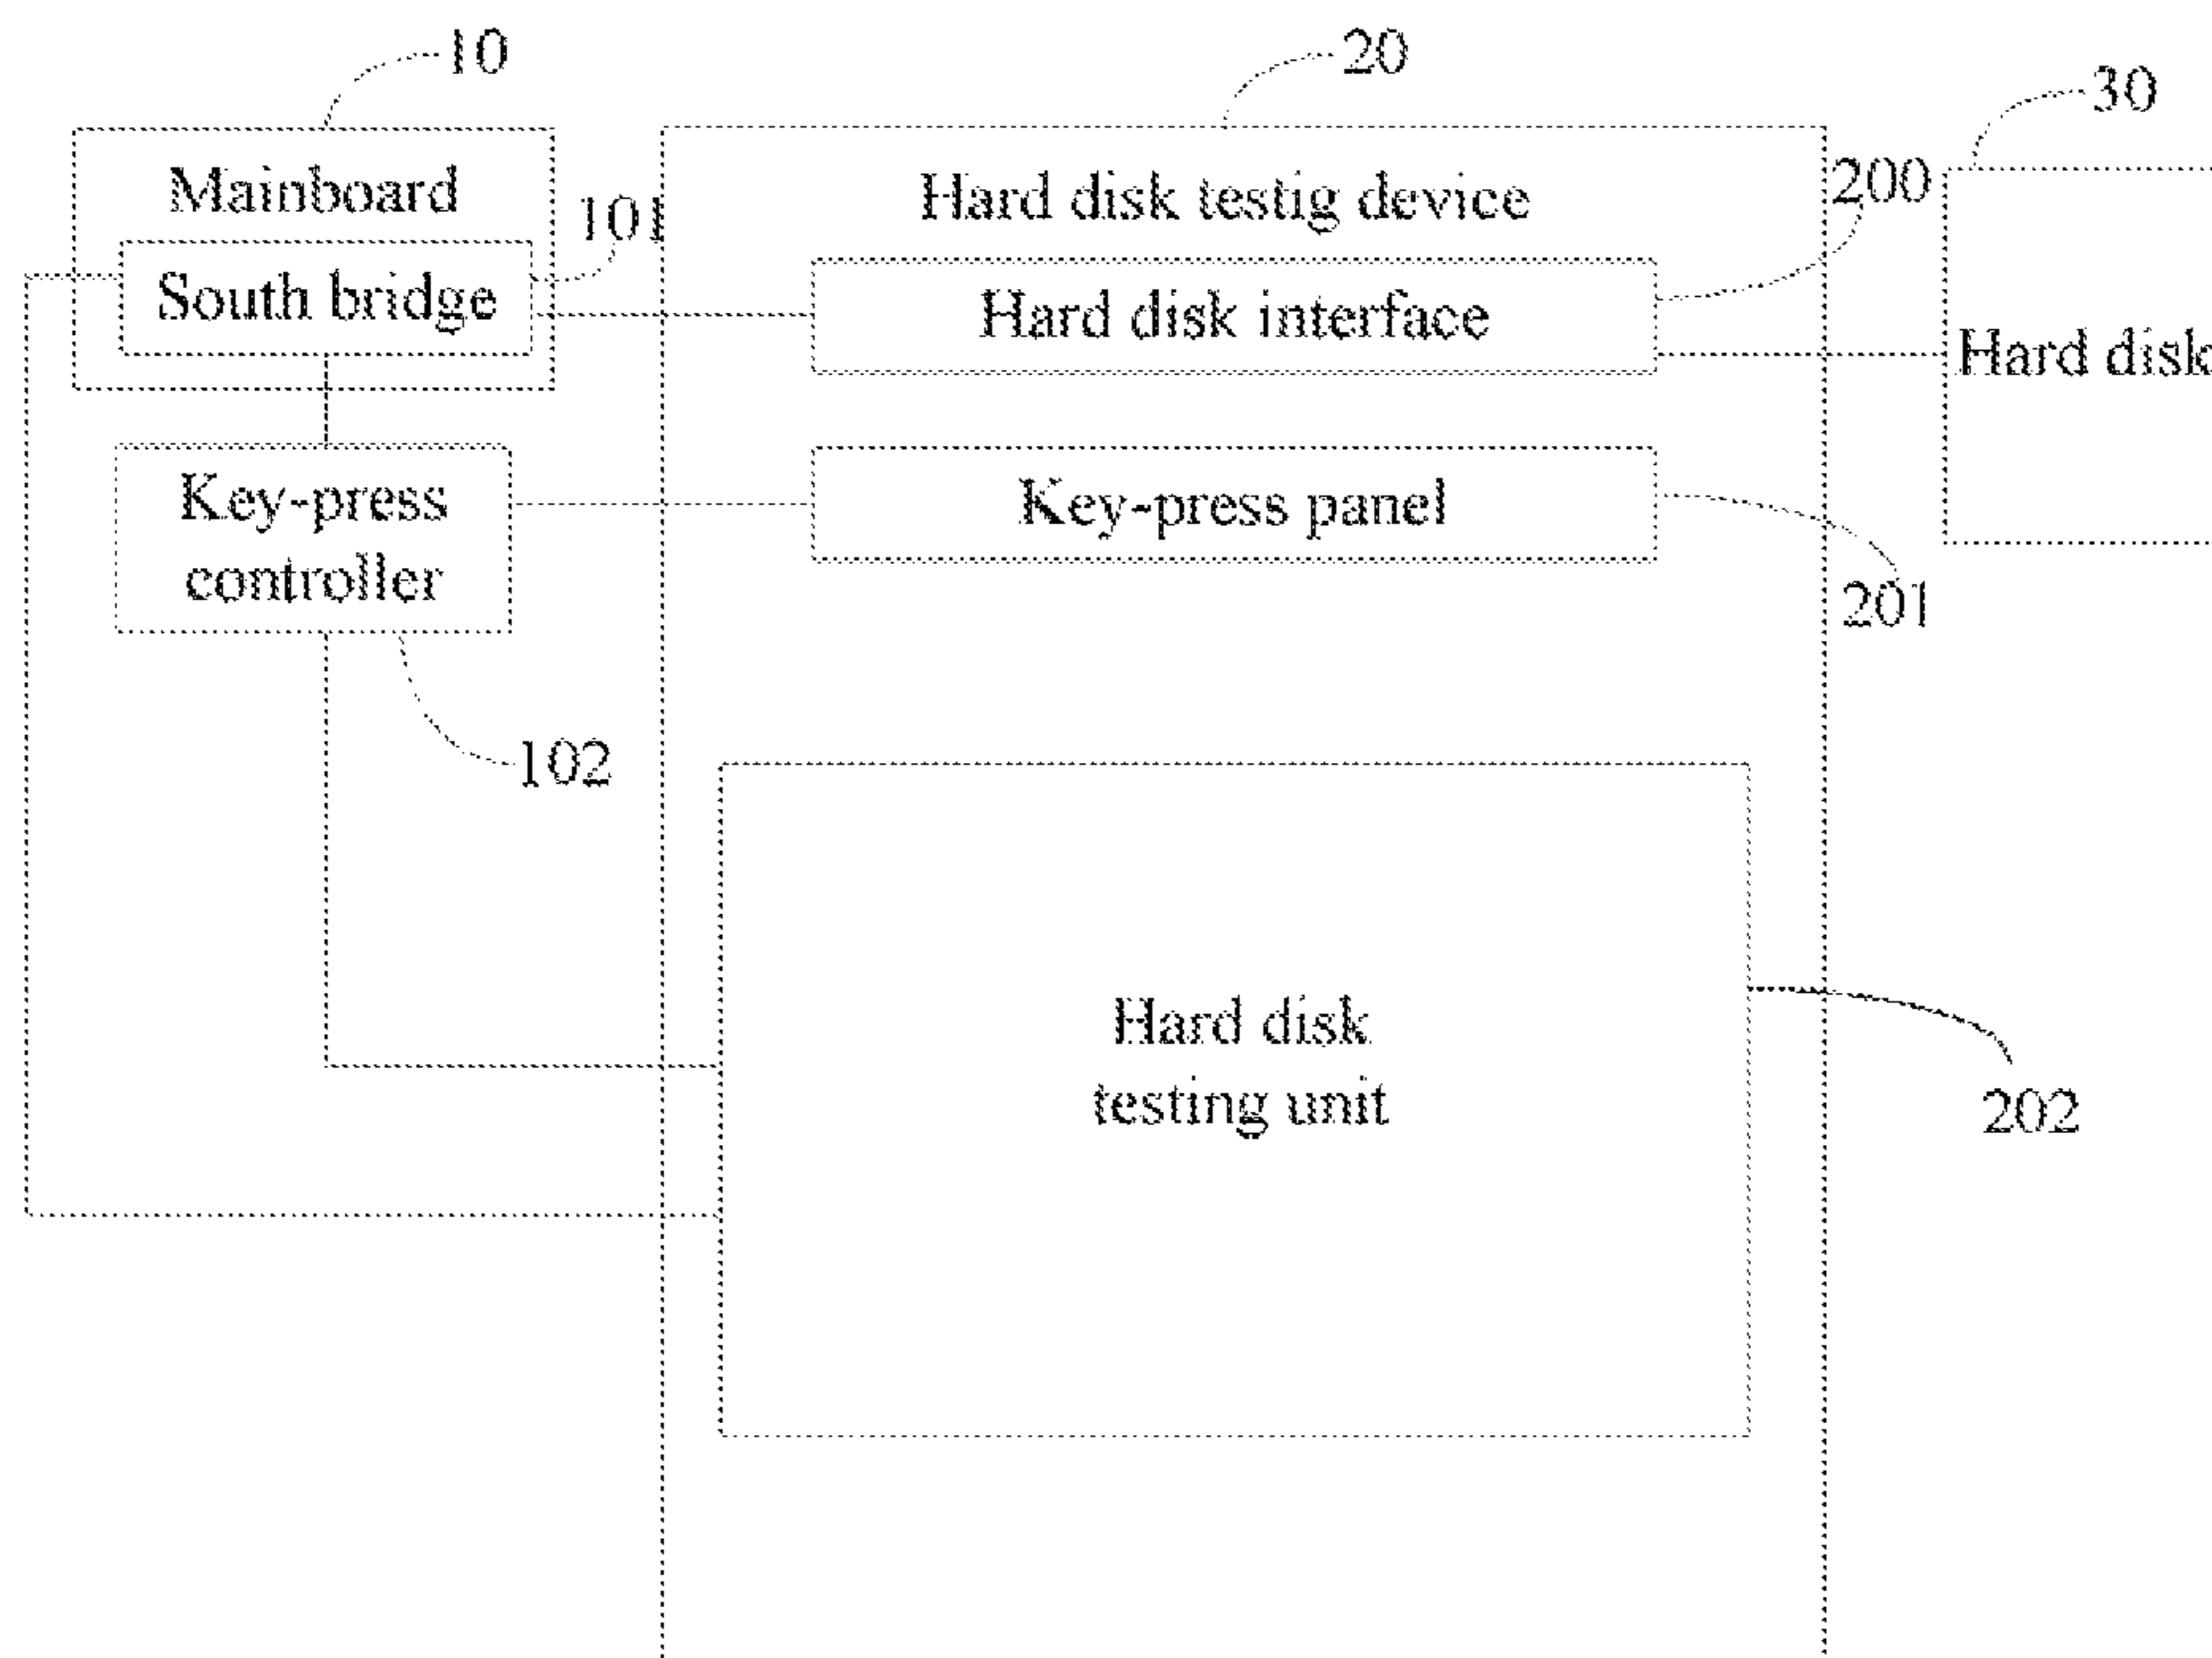 10
20
30
Mainboard
101
Hard disk testig device
200
South bridge
Hard disk interface
Hard disk
Key-press
controller
Key-press panel
201
102
Hard disk
testing unit
202